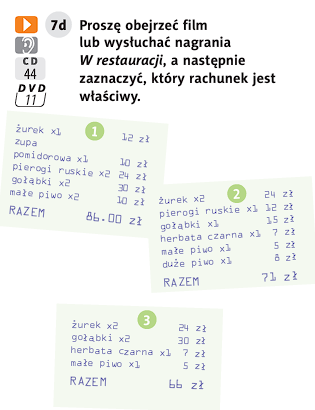 7d Proszę obejrzeć film
lub wysłuchać nagrania
W restauracji, a następnie
zaznaczyć, który rachunek jest
właściwy.
CD
44
DVD
11
1
żurek x1 12 zł
zupa
pomidorowa x1 10 zł
pierogi ruskie x2 24 zł
gołąbki x2 30 zł
małe piwo x2 10 zł
RAZEM 86.00 zł
2
żurek x2 24 zł
pierogi ruskie x1 12 zł
gołąbki x1 15 zł
herbata czarna x1 7 zł
małe piwo x1 5 zł
duże piwo x1 8 zł
RAZEM 71 zł
3
żurek x2 24 zł
gołąbki x2 30 zł
herbata czarna x1 7 zł
małe piwo x1 5 zł
RAZEM 66 zł